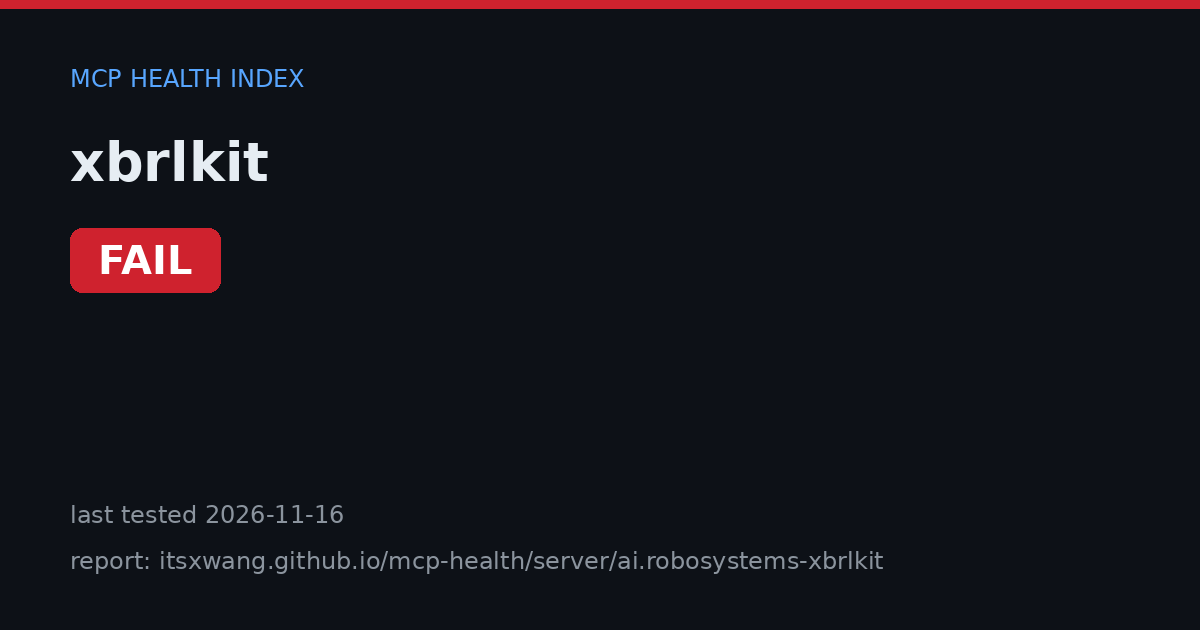 MCP HEALTH INDEX
xbrlkit
FAIL
last tested 2026-11-16
report: itsxwang.github.io/mcp-health/server/ai.robosystems-xbrlkit